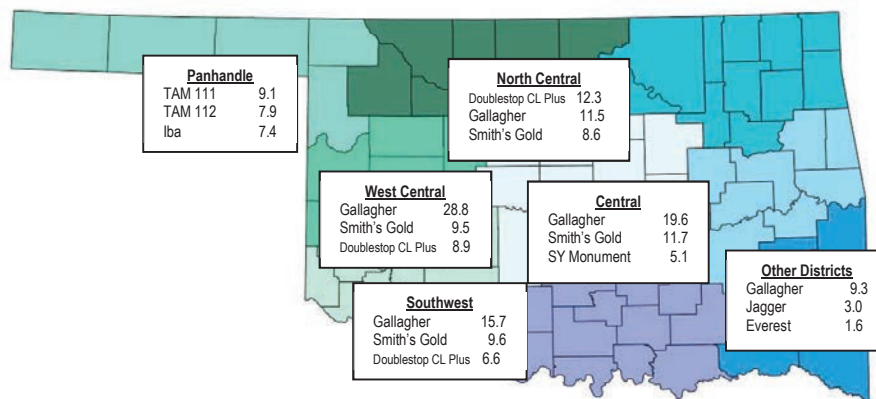 Panhandle
TAM 111 9.1
TAM 112 7.9
Iba 7.4
North Central
Doublestop CL Plus 12.3
Gallagher 11.5
Smith's Gold 8.6
West Central
Gallagher 28.8
Smith's Gold 9.5
Doublestop CL Plus 8.9
Central
Gallagher 19.6
Smith's Gold 11.7
SY Monument 5.1
Southwest
Gallagher 15.7
Smith's Gold 9.6
Doublestop CL Plus 6.6
Other Districts
Gallagher 9.3
Jagger 3.0
Everest 1.6